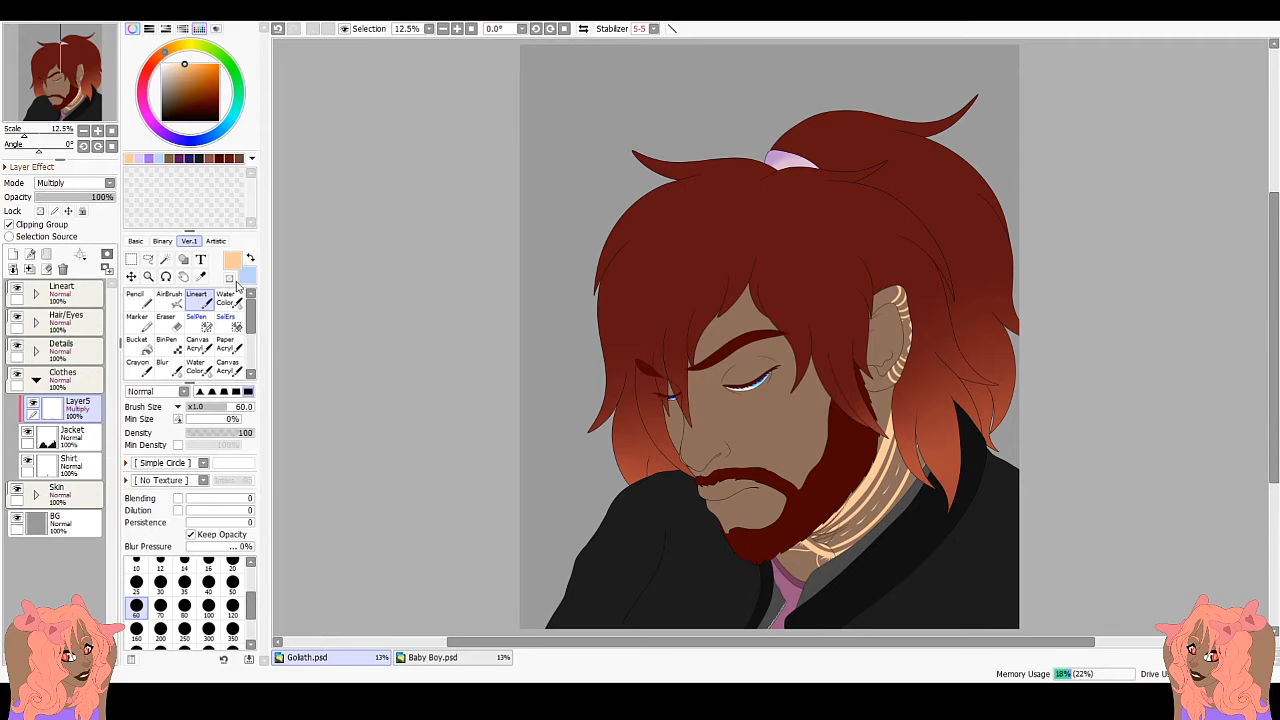 Selection 12.5% 0.0° Stabilizer S-5
Scale 12.5%
Angle 0°
Layer Effect
Mode Multiply
Opacity 100%
Lock
Clipping Group
Selection Source
Lineart
Normal
100%
Hair/Eyes
Normal
100%
Details
Normal
100%
Clothes
Normal
100%
Layer5
Multiply
100%
Jacket
Normal
100%
Shirt
Normal
100%
Skin
Normal
100%
BG
Normal
100%
Basic Binary Ver.1 Artistic
T
Pencil AirBrush Lineart Water Color
Marker Eraser SelPen SelErs
Bucket BinPen Canvas Acryl. Paper Acryl.
Crayon Blur Water Color. Canvas Acryl.
Normal
Brush Size x1.0 60.0
Min Size 0%
Density 100
Min Density 100%
[ Simple Circle ]
[ No Texture ]
Blending 0
Dilution 0
Persistence 0
Keep Opacity
Blur Pressure ... 0%
10 12 14 16 20
25 30 35 40 50
60 70 80 100 120
160 200 250 300 350
Goliath.psd 13% Baby Boy.psd 13%
Memory Usage 18% (22%) Drive U